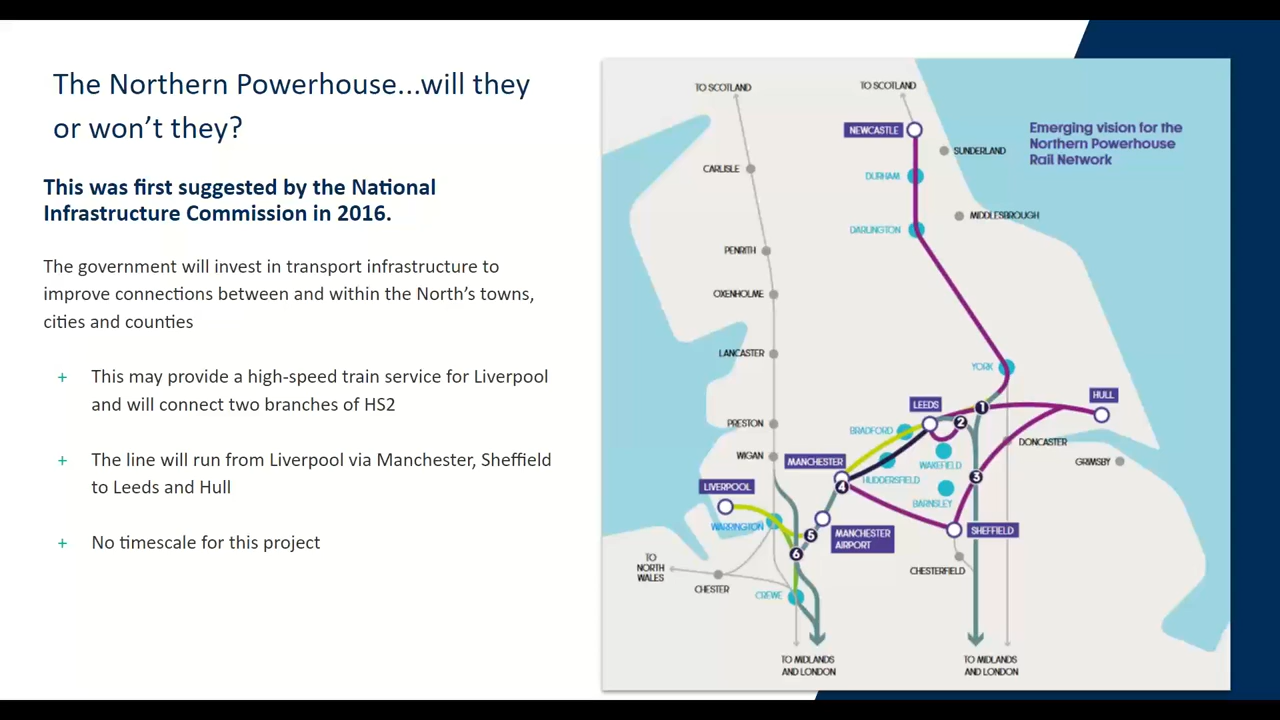 The Northern Powerhouse...will they
or won't they?
This was first suggested by the National
Infrastructure Commission in 2016.
The government will invest in transport infrastructure to
improve connections between and within the North's towns,
cities and counties
+ This may provide a high-speed train service for Liverpool
and will connect two branches of HS2
+ The line will run from Liverpool via Manchester, Sheffield
to Leeds and Hull
+ No timescale for this project
TO SCOTLAND
TO SCOTLAND
NEWCASTLE
Emerging vision for the
Northern Powerhouse
Rail Network
SUNDERLAND
CARLISLE
DURHAM
MIDDLESBROUGH
DARLINGTON
PENRITH
OXENHOLME
LANCASTER
YORK
HULL
LEEDS
1
PRESTON
BRADFORD
2
DONCASTER
WIGAN
MANCHESTER
WAKEFIELD
GRIMSBY
HUDDERSFIELD
3
LIVERPOOL
4
BARNSLEY
WARRINGTON
SHEFFIELD
5
MANCHESTER
AIRPORT
6
TO
NORTH
WALES
CHESTERFIELD
CHESTER
CREWE
TO MIDLANDS
AND LONDON
TO MIDLANDS
AND LONDON